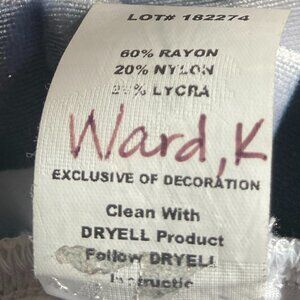 LOT# 182274
60% RAYON
20% NYLON
% LYCRA
Ward, K
EXCLUSIVE OF DECORATION
Clean With
DRYELL Product
Follow DRYELL